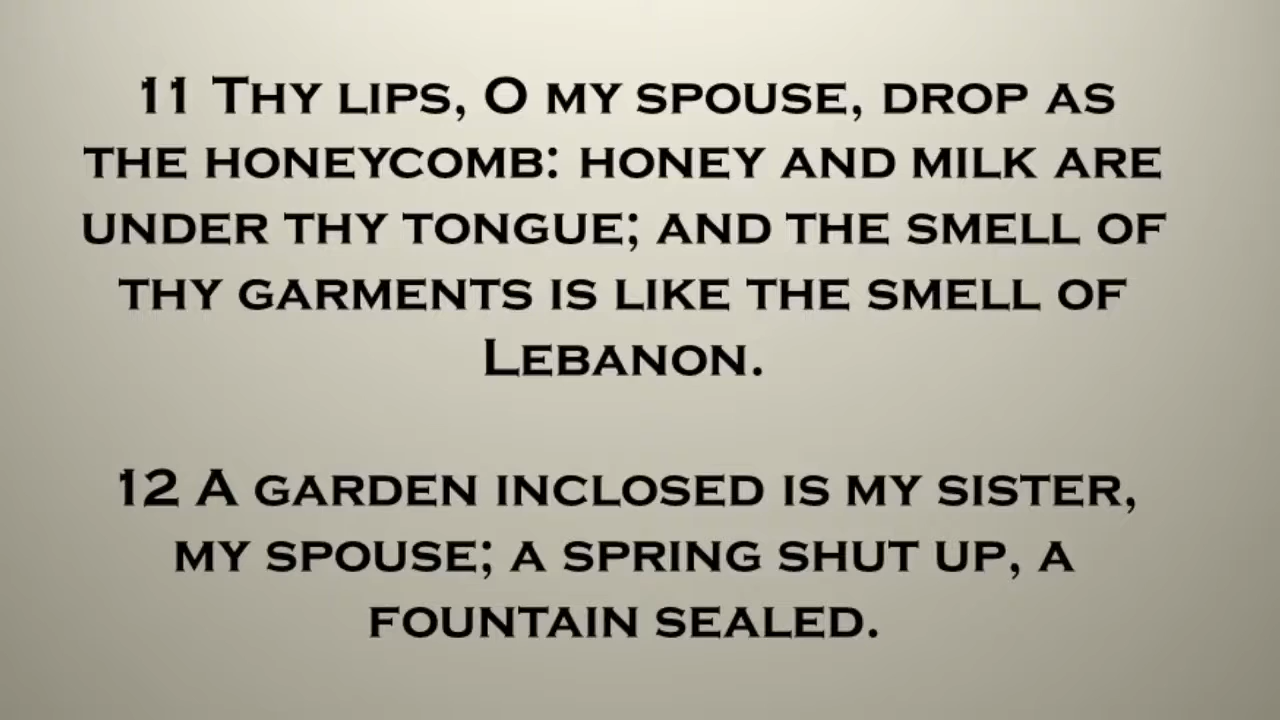 11 Thy lips, O my spouse, drop as
the honeycomb: honey and milk are
under thy tongue; and the smell of
thy garments is like the smell of
Lebanon.
12 A garden inclosed is my sister,
my spouse; a spring shut up, a
fountain sealed.